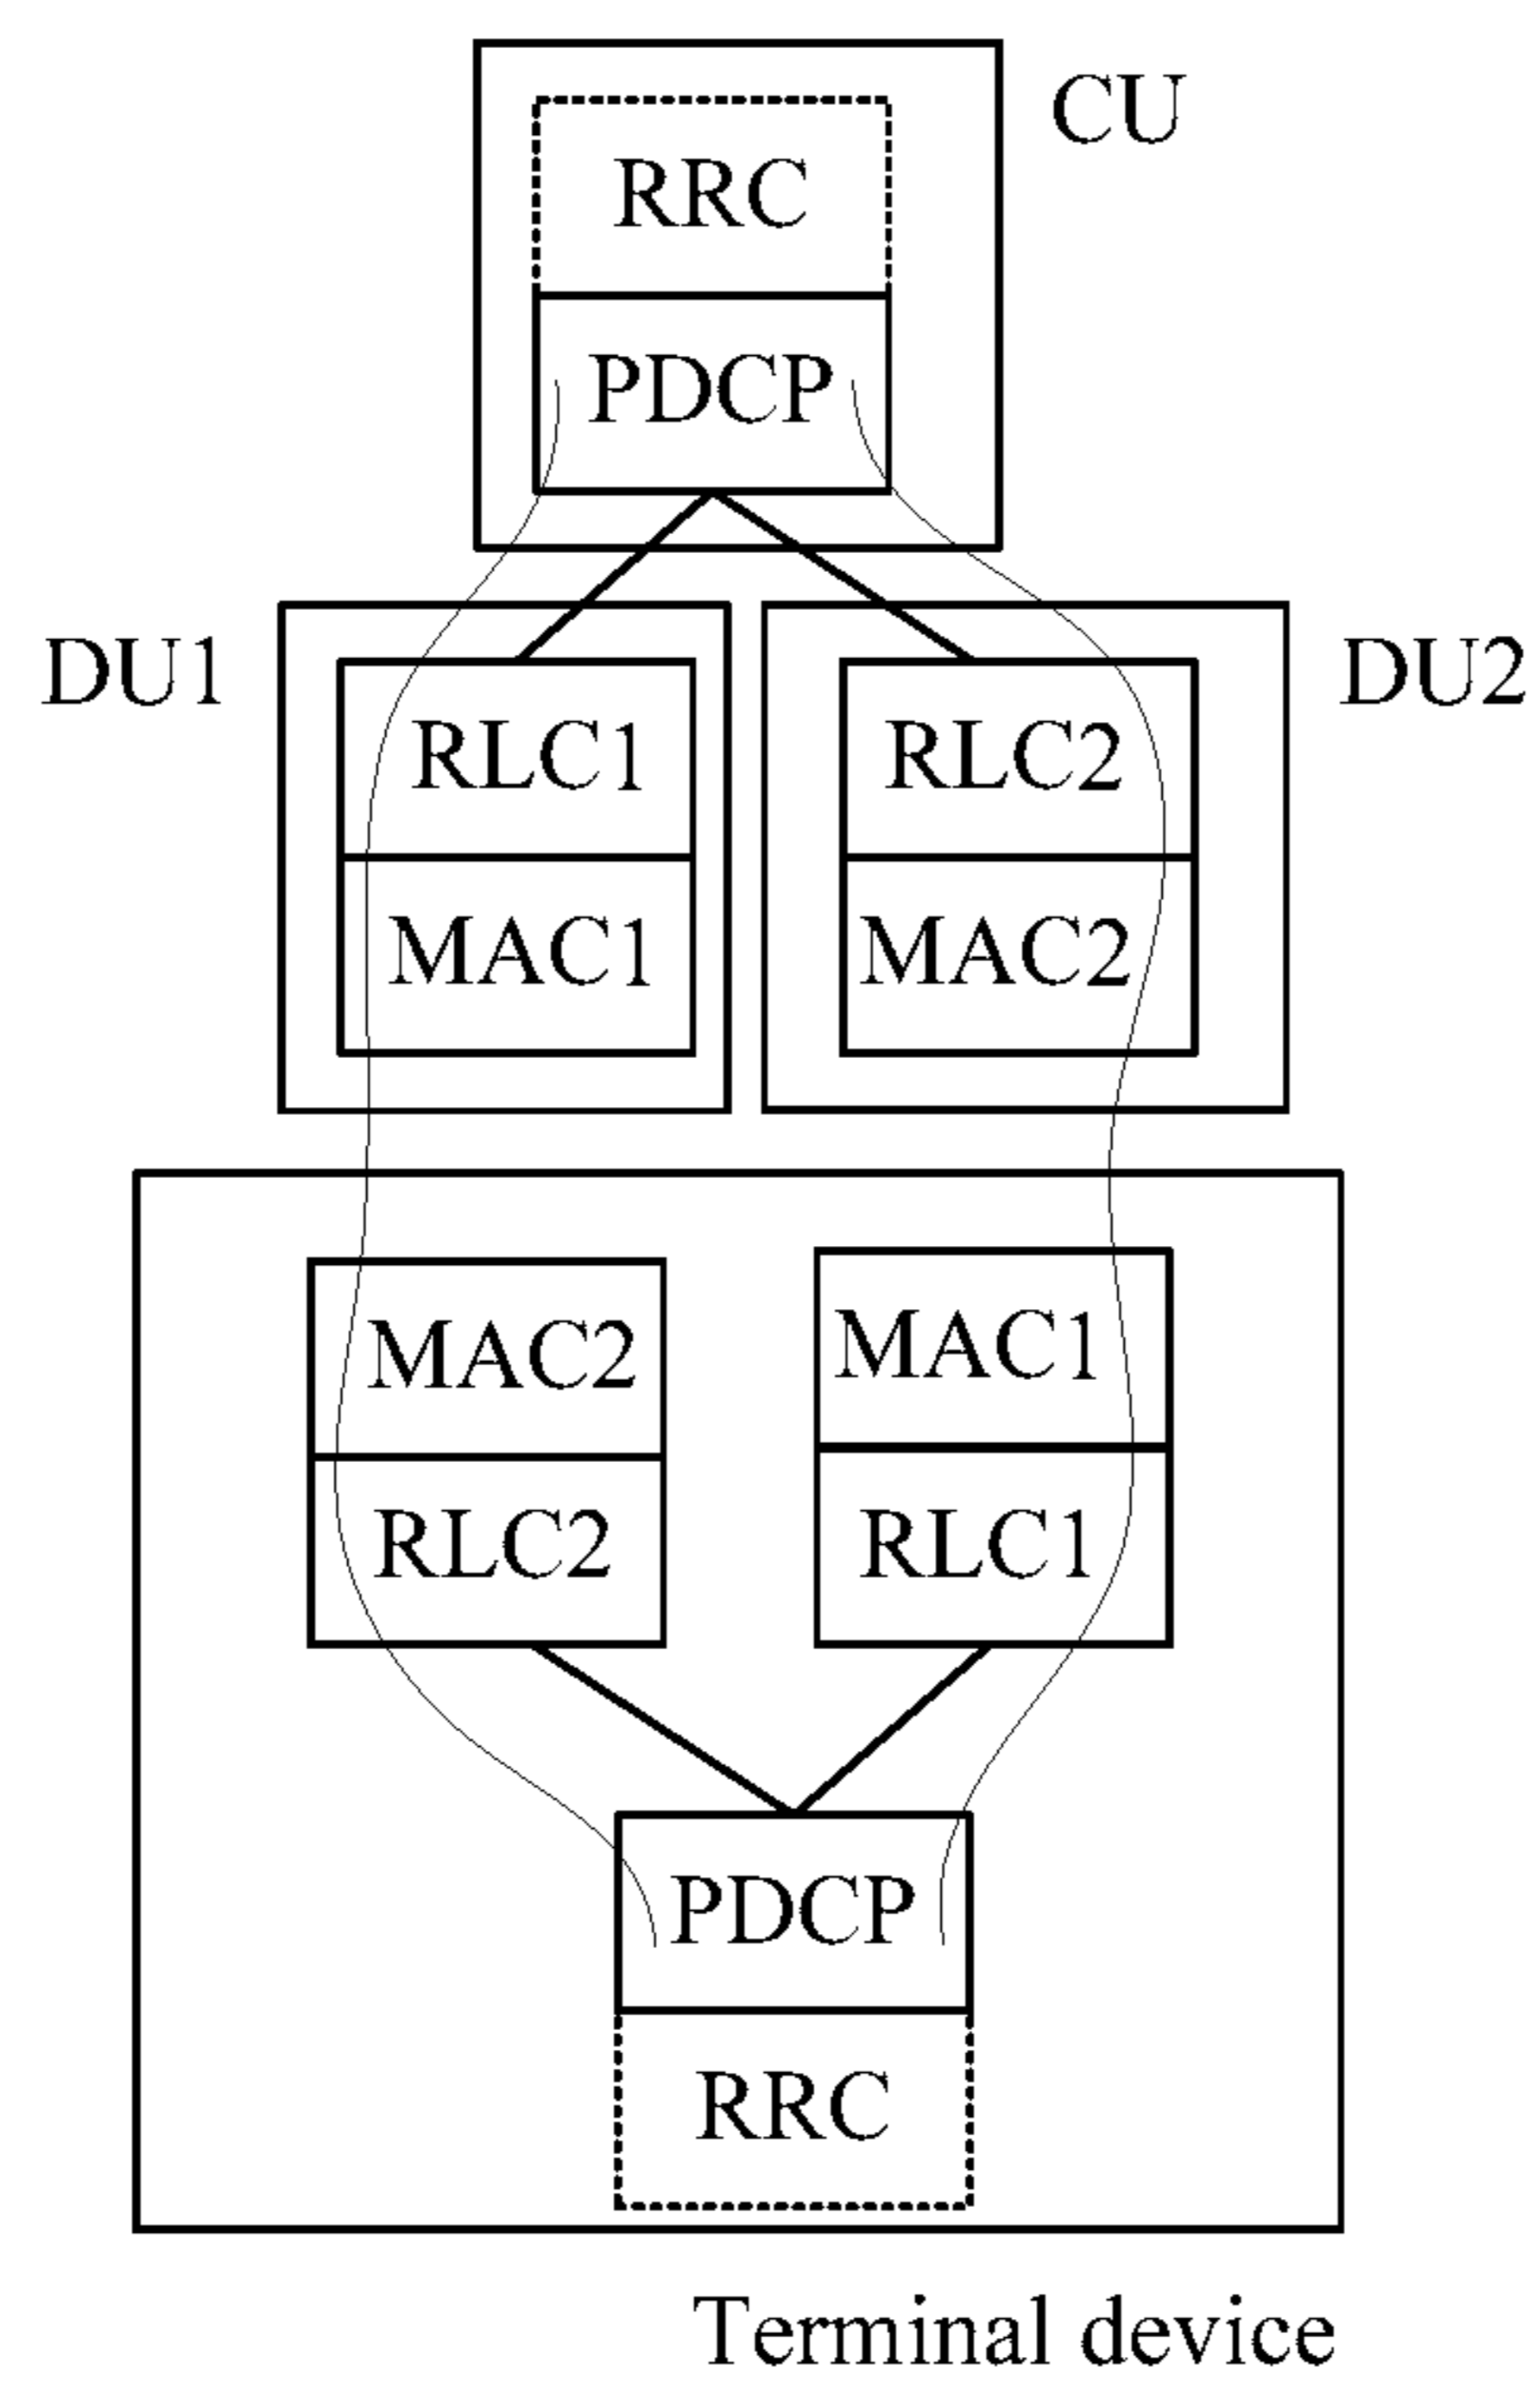 CU
RRC
PDCP
DU1
DU2
RLC1
RLC2
MAC1
MAC2
MAC2
MAC1
RLC2
RLC1
PDCP
RRC
Terminal device